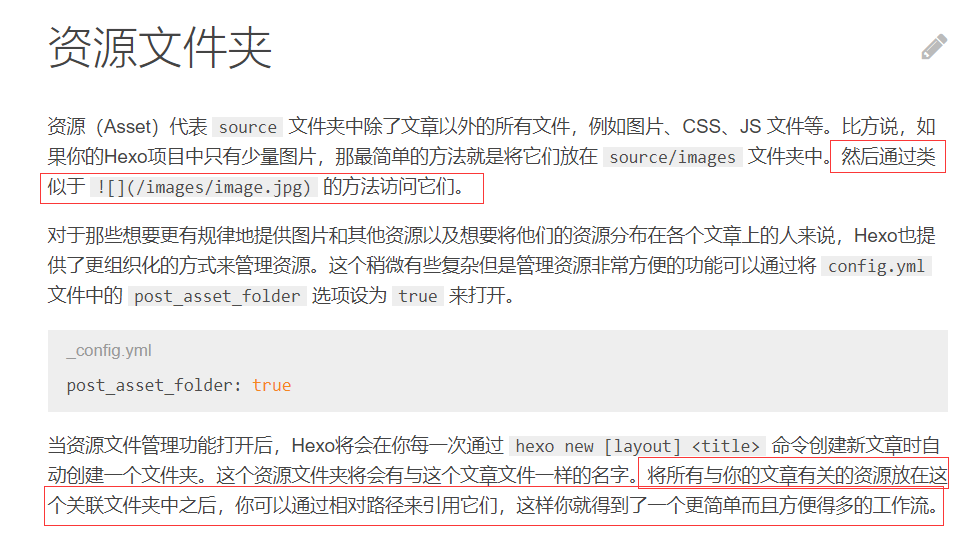 资源文件夹
资源（Asset）代表 source 文件夹中除了文章以外的所有文件，例如图片、CSS、JS 文件等。比方说，如
果你的Hexo项目中只有少量图片，那最简单的方法就是将它们放在 source/images 文件夹中。然后通过类
似于 ![](/images/image.jpg) 的方法访问它们。
对于那些想要更有规律地提供图片和其他资源以及想要将他们的资源分布在各个文章上的人来说，Hexo也提
供了更组织化的方式来管理资源。这个稍微有些复杂但是管理资源非常方便的功能可以通过将 config.yml
文件中的 post_asset_folder 选项设为 true 来打开。
_config.yml
post_asset_folder: true
当资源文件管理功能打开后，Hexo将会在你每一次通过 hexo new [layout] <title> 命令创建新文章时自
动创建一个文件夹。这个资源文件夹将会有与这个文章文件一样的名字。将所有与你的文章有关的资源放在这
个关联文件夹中之后，你可以通过相对路径来引用它们，这样你就得到了一个更简单而且方便得多的工作流。